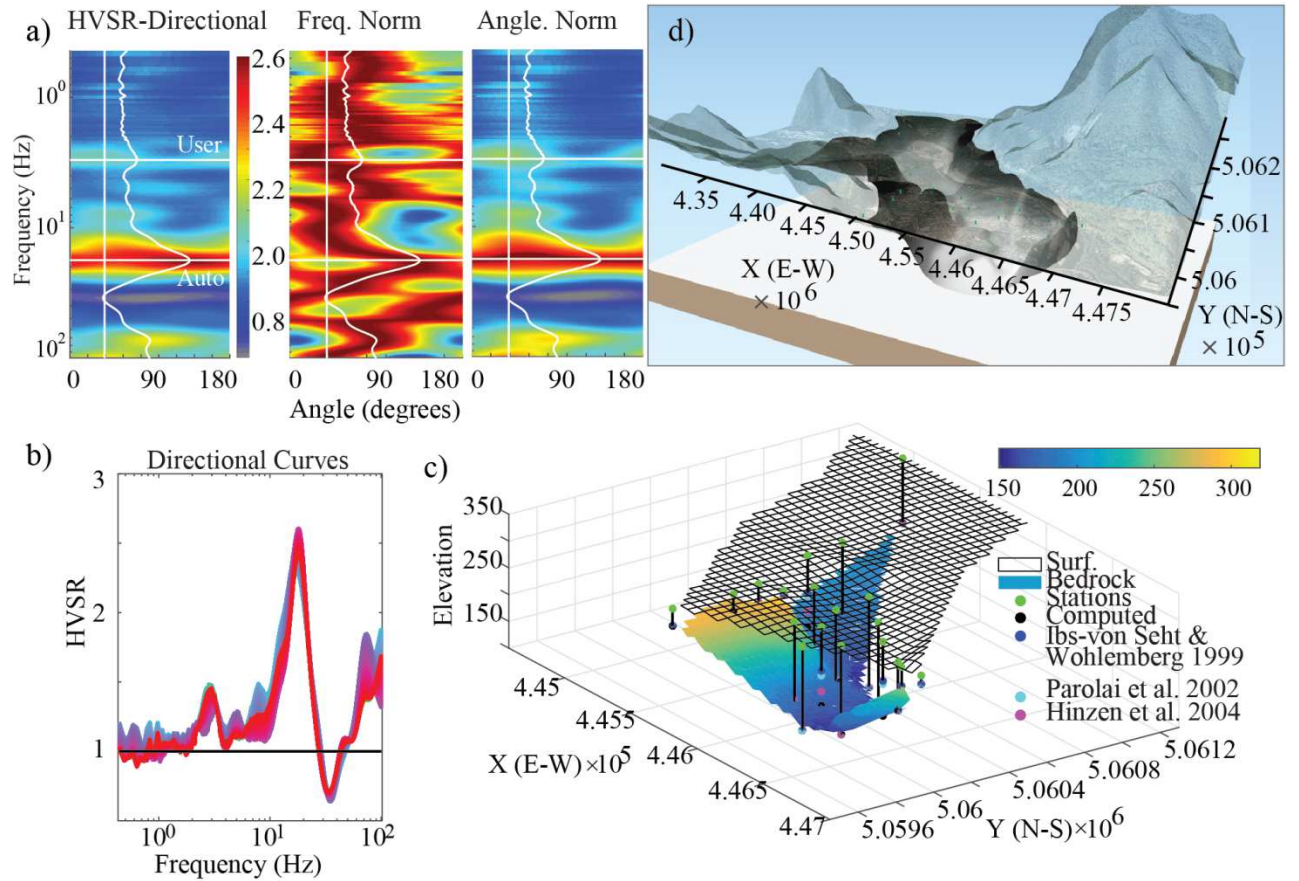 a)
HVSR-Directional
Freq. Norm
Angle. Norm
10^0
10^1
10^2
Frequency (Hz)
User
Auto
2.6
2.4
2.6
2.2
2.0
0.8
0 90 180
0 90 180
0 90 180
Angle (degrees)
d)
4.35
4.40
4.45
4.50
4.55
4.46
4.465
4.47
4.475
X (E-W)
× 10^6
5.062
5.061
5.06
Y (N-S)
× 10^5
b)
Directional Curves
3
2
1
HVSR
10^0 10^1 10^2
Frequency (Hz)
c)
150 200 250 300
350
250
150
Elevation
Surf.
Bedrock
Stations
Computed
Ibs-von Seht &
Wohlemberg 1999
Parolai et al. 2002
Hinzen et al. 2004
4.45
4.455
4.46
4.465
4.47
X (E-W)×10^5
5.0596
5.06
5.0604
5.0608
5.0612
Y (N-S)×10^6